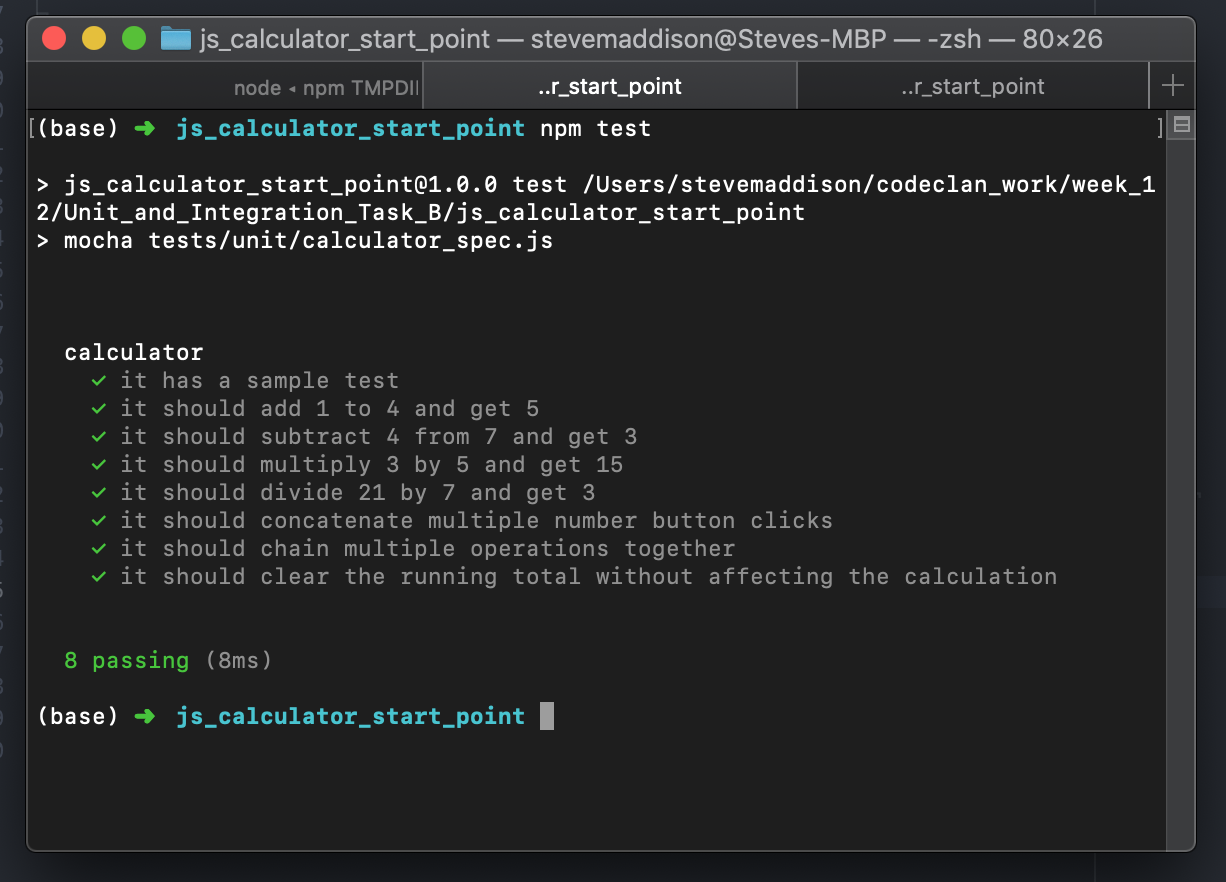 js_calculator_start_point — stevemaddison@Steves-MBP — -zsh — 80×26
node ◂ npm TMPDI
..r_start_point
..r_start_point
[(base) ➜ js_calculator_start_point npm test ]
> js_calculator_start_point@1.0.0 test /Users/stevemaddison/codeclan_work/week_1
2/Unit_and_Integration_Task_B/js_calculator_start_point
> mocha tests/unit/calculator_spec.js
calculator
✓ it has a sample test
✓ it should add 1 to 4 and get 5
✓ it should subtract 4 from 7 and get 3
✓ it should multiply 3 by 5 and get 15
✓ it should divide 21 by 7 and get 3
✓ it should concatenate multiple number button clicks
✓ it should chain multiple operations together
✓ it should clear the running total without affecting the calculation
8 passing (8ms)
(base) ➜ js_calculator_start_point